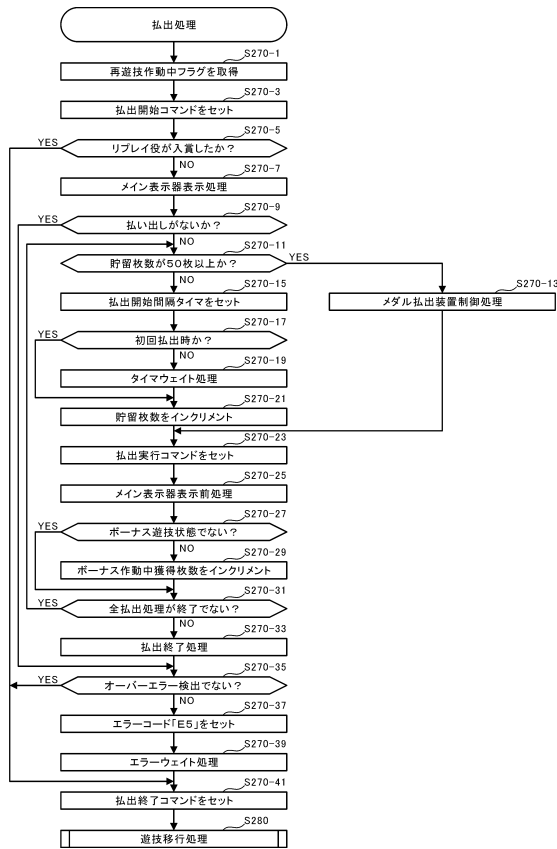 払出処理
S270-1
再遊技作動中フラグを取得
S270-3
払出開始コマンドをセット
S270-5
YES
リプレイ役が入賞したか？
NO
S270-7
メイン表示器表示処理
S270-9
YES
払い出しがないか？
NO
S270-11
貯留枚数が５０枚以上か？
YES
NO
S270-13
メダル払出装置制御処理
S270-15
払出開始間隔タイマをセット
S270-17
YES
初回払出時か？
NO
S270-19
タイマウェイト処理
S270-21
貯留枚数をインクリメント
S270-23
払出実行コマンドをセット
S270-25
メイン表示器表示前処理
S270-27
YES
ボーナス遊技状態でない？
NO
S270-29
ボーナス作動中獲得枚数をインクリメント
S270-31
YES
全払出処理が終了でない？
NO
S270-33
払出終了処理
S270-35
YES
オーバーエラー検出でない？
NO
S270-37
エラーコード「Ｅ５」をセット
S270-39
エラーウェイト処理
S270-41
払出終了コマンドをセット
S280
遊技移行処理